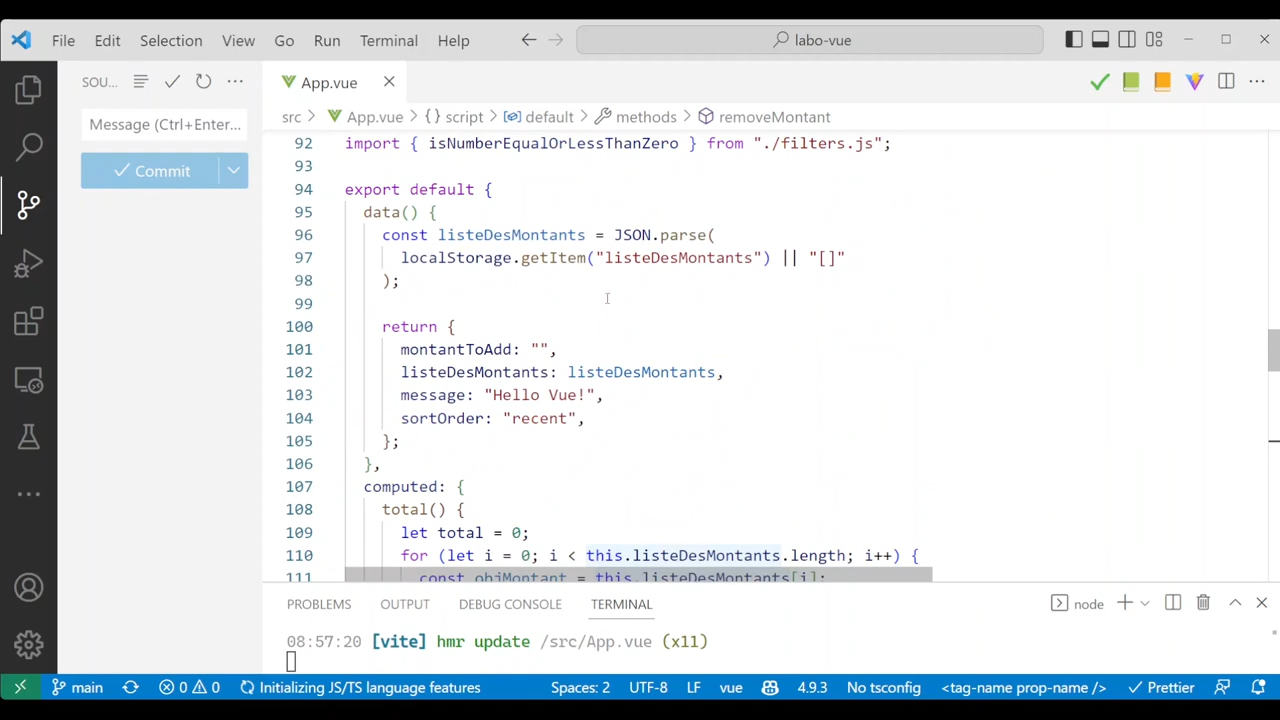 File Edit Selection View Go Run Terminal Help labo-vue
SOU... App.vue
src > App.vue > {} script > default > methods > removeMontant
Message (Ctrl+Enter...
Commit
92 import { isNumberEqualOrLessThanZero } from "./filters.js";
93
94 export default {
95 data() {
96 const listeDesMontants = JSON.parse(
97 localStorage.getItem("listeDesMontants") || "[]"
98 );
99
100 return {
101 montantToAdd: "",
102 listeDesMontants: listeDesMontants,
103 message: "Hello Vue!",
104 sortOrder: "recent",
105 };
106 },
107 computed: {
108 total() {
109 let total = 0;
110 for (let i = 0; i < this.listeDesMontants.length; i++) {
111 const objMontant = this.listeDesMontants[i];
PROBLEMS OUTPUT DEBUG CONSOLE TERMINAL node
08:57:20 [vite] hmr update /src/App.vue (x11)
main 0 0 Initializing JS/TS language features Spaces: 2 UTF-8 LF vue 4.9.3 No tsconfig <tag-name prop-name /> Prettier